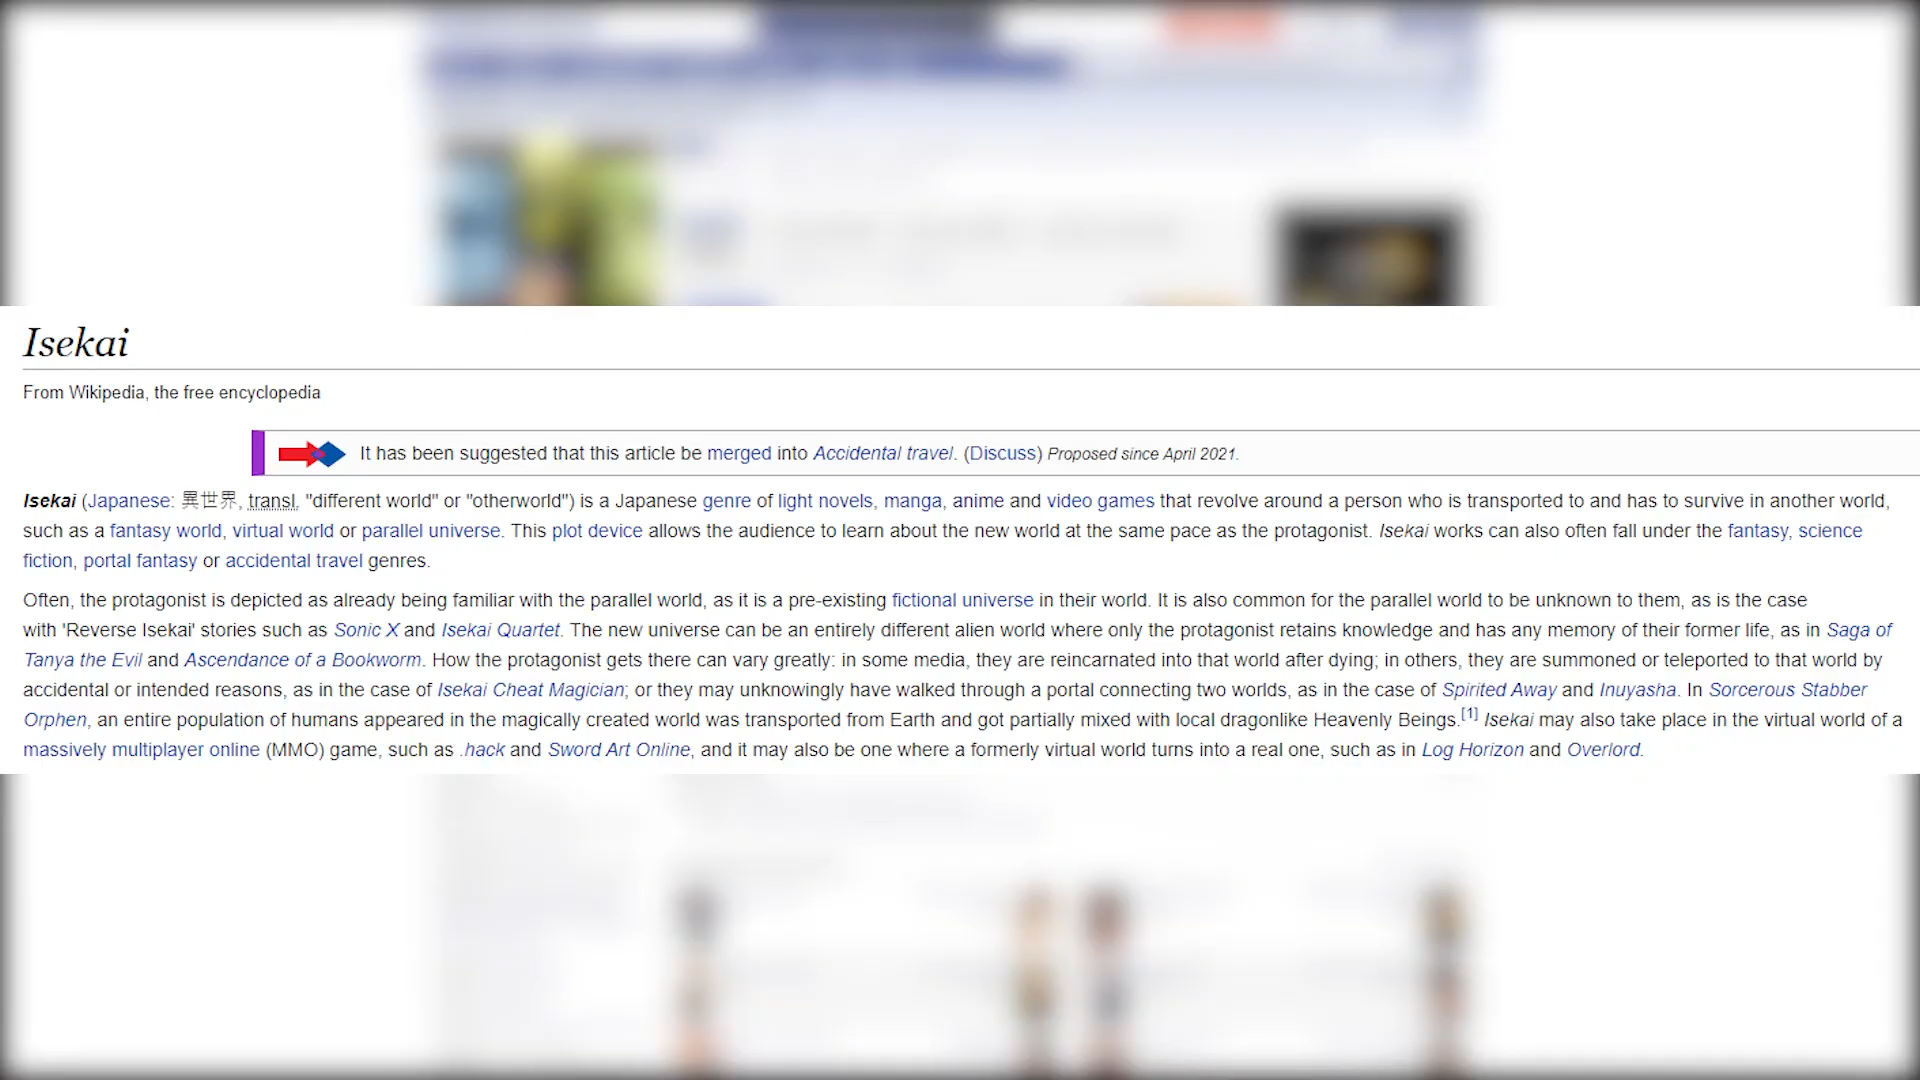 Isekai
From Wikipedia, the free encyclopedia
It has been suggested that this article be merged into Accidental travel. (Discuss) Proposed since April 2021.
Isekai (Japanese: 異世界, transl. "different world" or "otherworld") is a Japanese genre of light novels, manga, anime and video games that revolve around a person who is transported to and has to survive in another world,
such as a fantasy world, virtual world or parallel universe. This plot device allows the audience to learn about the new world at the same pace as the protagonist. Isekai works can also often fall under the fantasy, science
fiction, portal fantasy or accidental travel genres.
Often, the protagonist is depicted as already being familiar with the parallel world, as it is a pre-existing fictional universe in their world. It is also common for the parallel world to be unknown to them, as is the case
with 'Reverse Isekai' stories such as Sonic X and Isekai Quartet. The new universe can be an entirely different alien world where only the protagonist retains knowledge and has any memory of their former life, as in Saga of
Tanya the Evil and Ascendance of a Bookworm. How the protagonist gets there can vary greatly: in some media, they are reincarnated into that world after dying; in others, they are summoned or teleported to that world by
accidental or intended reasons, as in the case of Isekai Cheat Magician; or they may unknowingly have walked through a portal connecting two worlds, as in the case of Spirited Away and Inuyasha. In Sorcerous Stabber
Orphen, an entire population of humans appeared in the magically created world was transported from Earth and got partially mixed with local dragonlike Heavenly Beings.[1] Isekai may also take place in the virtual world of a
massively multiplayer online (MMO) game, such as .hack and Sword Art Online, and it may also be one where a formerly virtual world turns into a real one, such as in Log Horizon and Overlord.